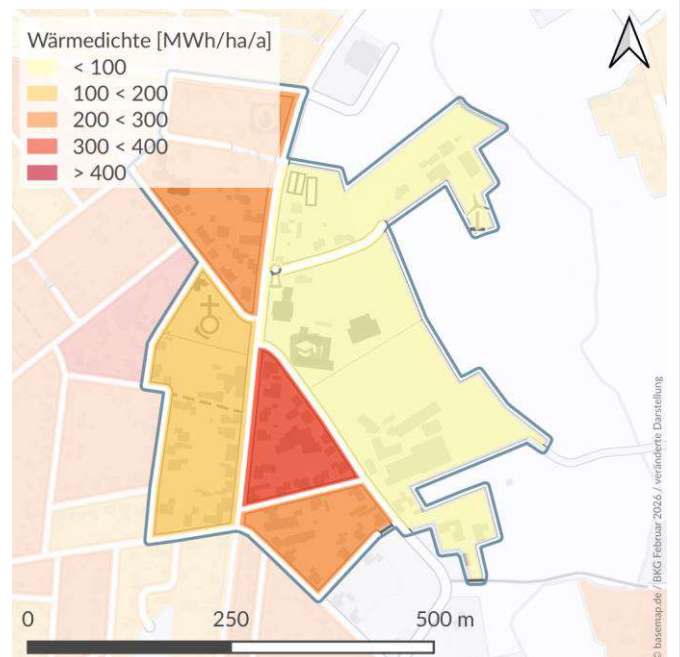 Wärmedichte [MWh/ha/a]
< 100
100 < 200
200 < 300
300 < 400
> 400
0 250 500 m
© basemap.de / BKG Februar 2026 / veränderte Darstellung